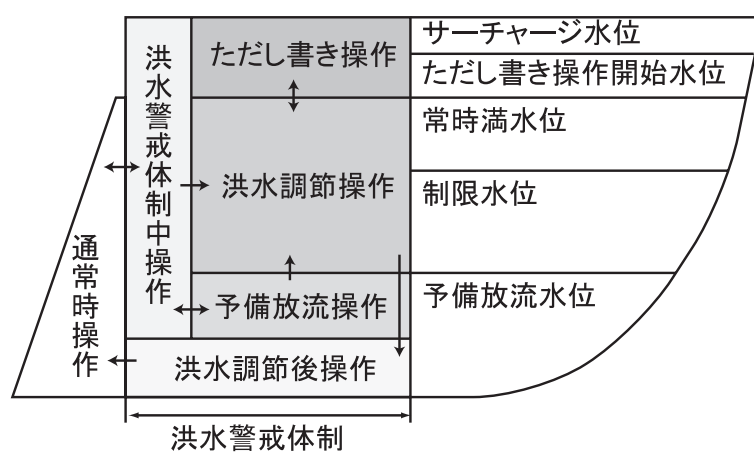 サーチャージ水位
ただし書き操作
ただし書き操作開始水位
洪水警戒体制中操作
常時満水位
洪水調節操作
制限水位
通常時操作
予備放流操作
予備放流水位
洪水調節後操作
洪水警戒体制